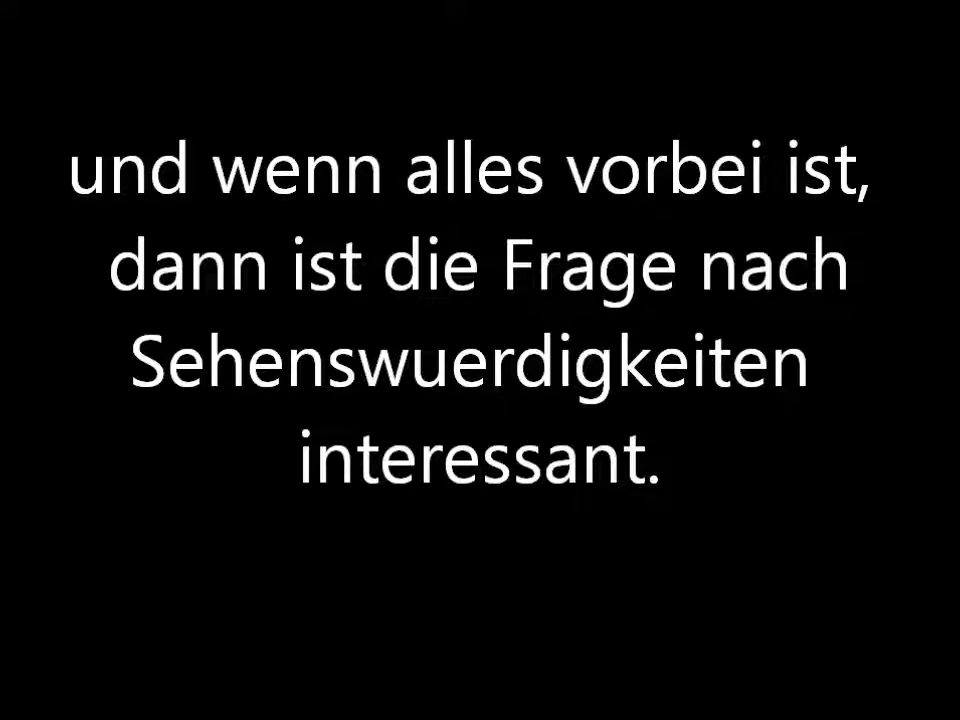 und wenn alles vorbei ist,
dann ist die Frage nach
Sehenswuerdigkeiten
interessant.